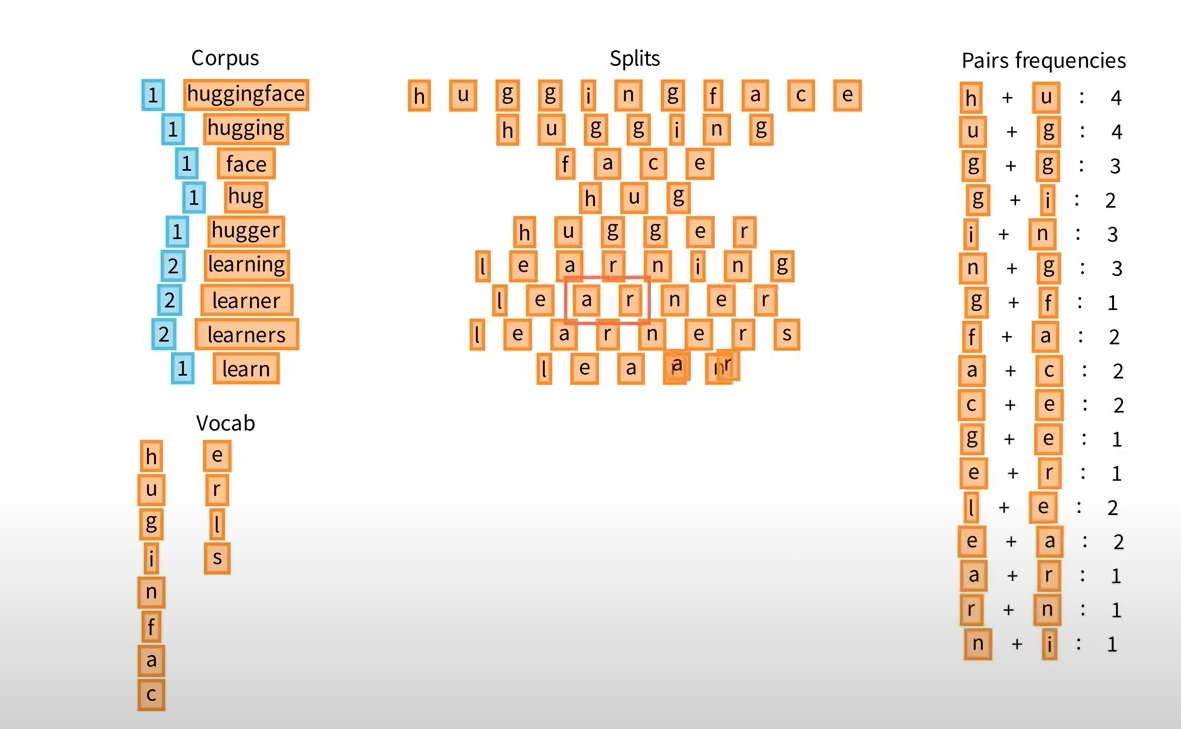 Corpus
1 huggingface
1 hugging
1 face
1 hug
1 hugger
2 learning
2 learner
2 learners
1 learn
Splits
h u g g i n g f a c e
h u g g i n g
f a c e
h u g
h u g g e r
l e a r n i n g
l e a r n e r
l e a r n e r s
l e a r a n r
Pairs frequencies
h + u : 4
u + g : 4
g + g : 3
g + i : 2
i + n : 3
n + g : 3
g + f : 1
f + a : 2
a + c : 2
c + e : 2
g + e : 1
e + r : 1
l + e : 2
e + a : 2
a + r : 1
r + n : 1
n + i : 1
Vocab
h e
u r
g l
i s
n
f
a
c